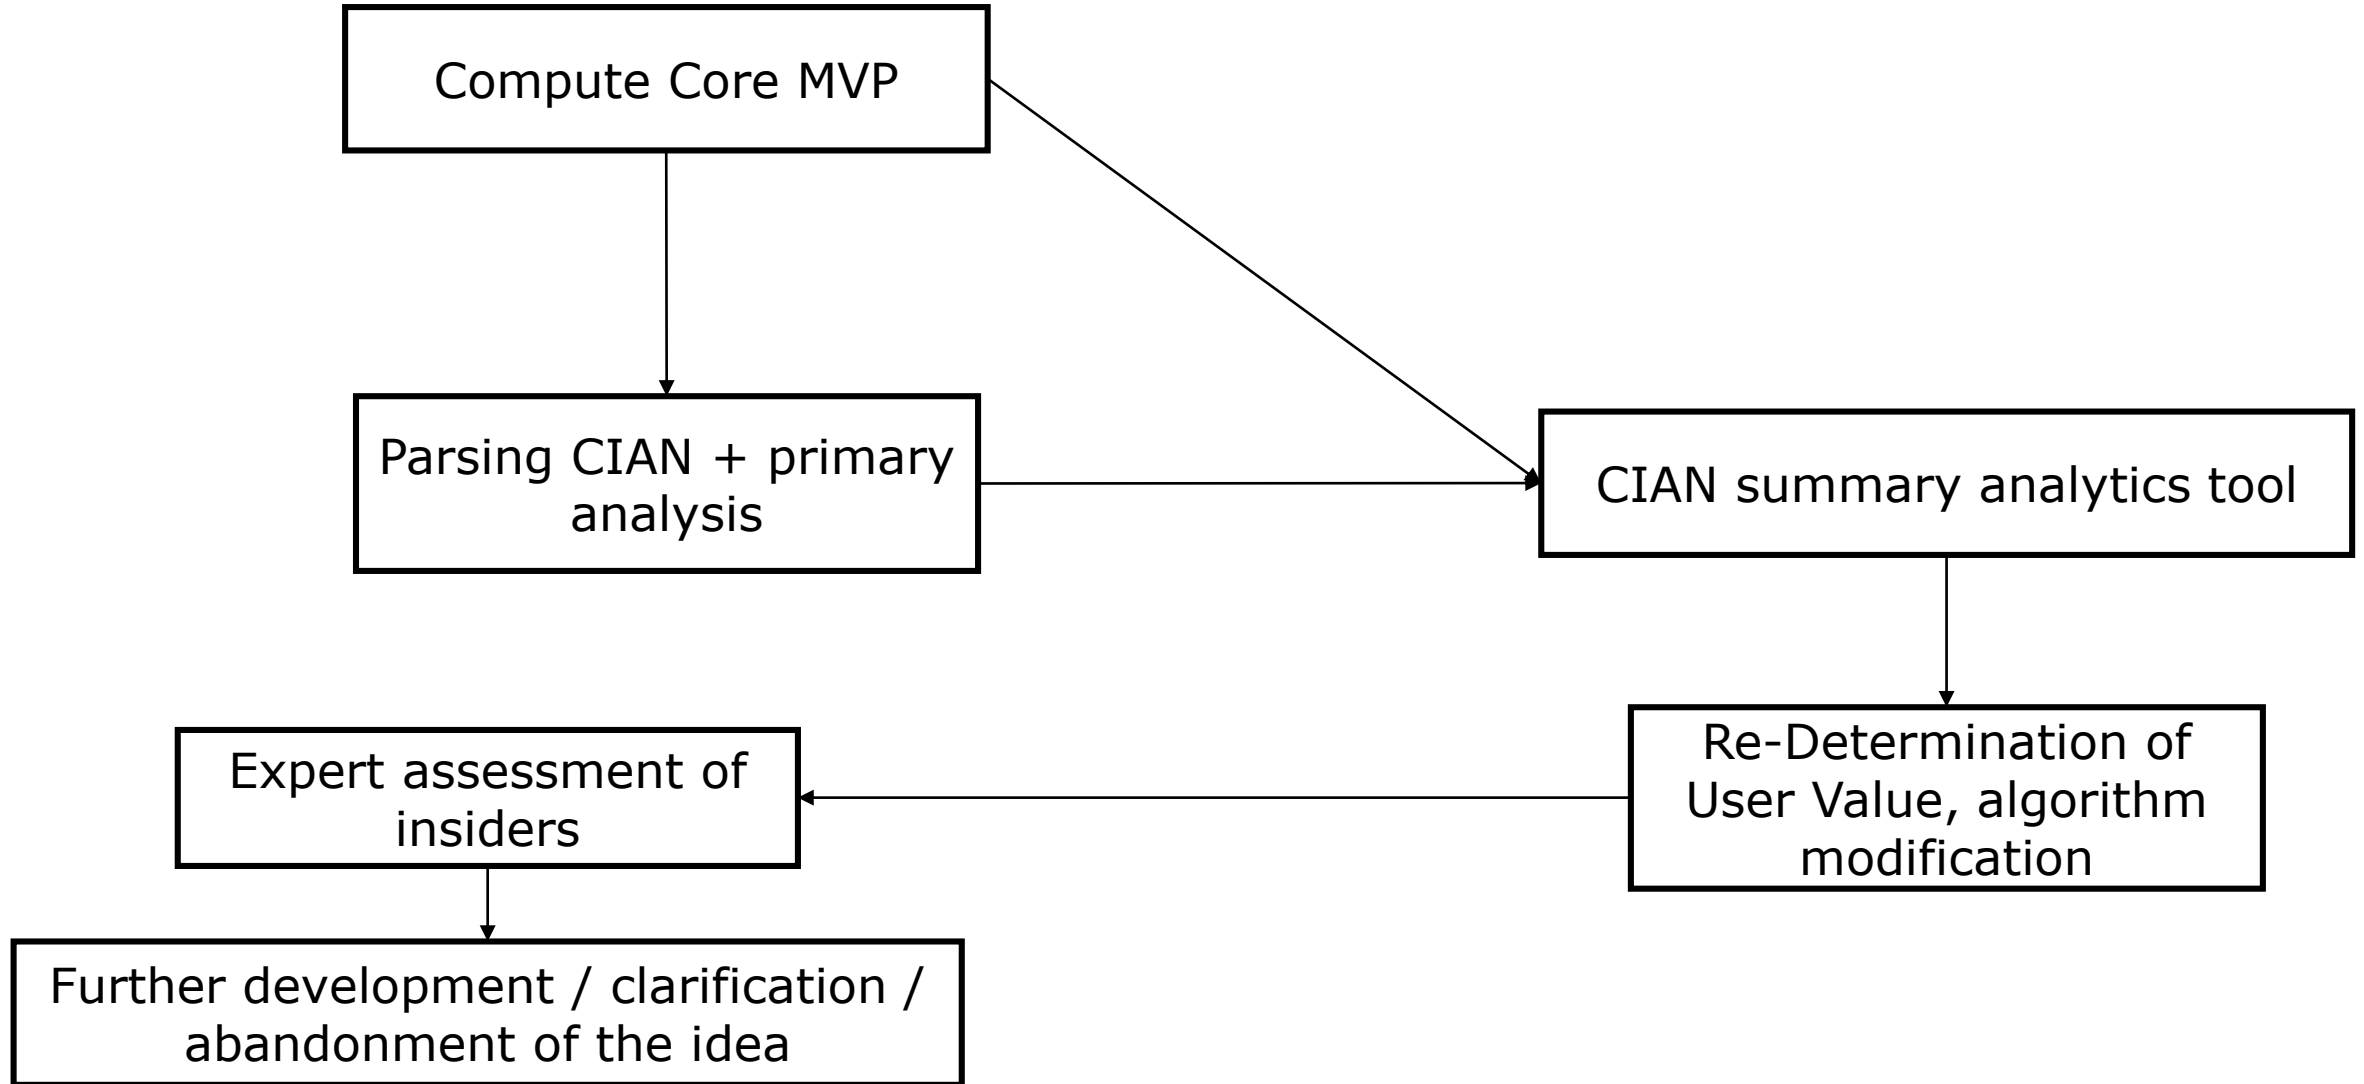 Compute Core MVP
Parsing CIAN + primary
analysis
CIAN summary analytics tool
Re-Determination of
User Value, algorithm
modification
Expert assessment of
insiders
Further development / clarification /
abandonment of the idea